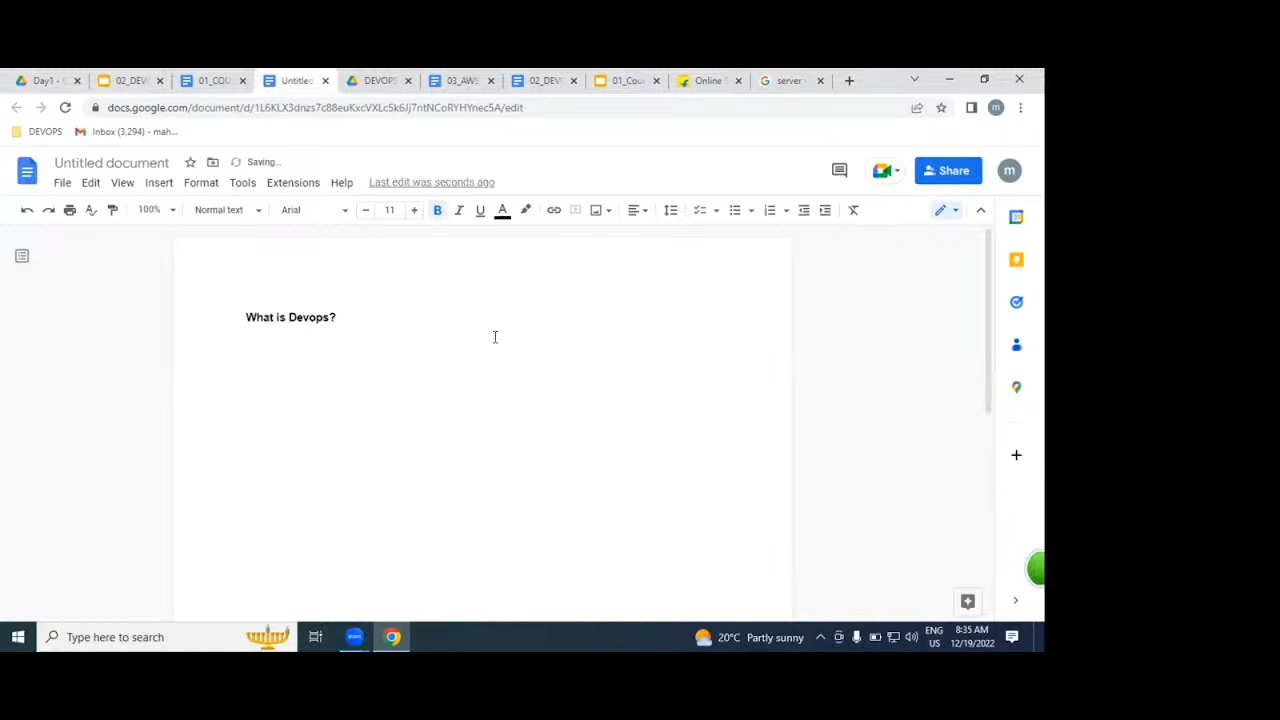 Day1 - C
02_DEV
01_COU
Untitled
DEVOPS
03_AWS
02_DEV
01_Cou
Online
server
docs.google.com/document/d/1L6KLX3dnzs7c88euKxcVXLc5k6Jj7ntNCoRYHYnec5A/edit
m
DEVOPS
Inbox (3,294) - mah...
Untitled document
Saving...
Share
m
File Edit View Insert Format Tools Extensions Help Last edit was seconds ago
100% Normal text Arial 11 B I U A
What is Devops?
Type here to search
zoom
20°C Partly sunny
ENG
US
8:35 AM
12/19/2022